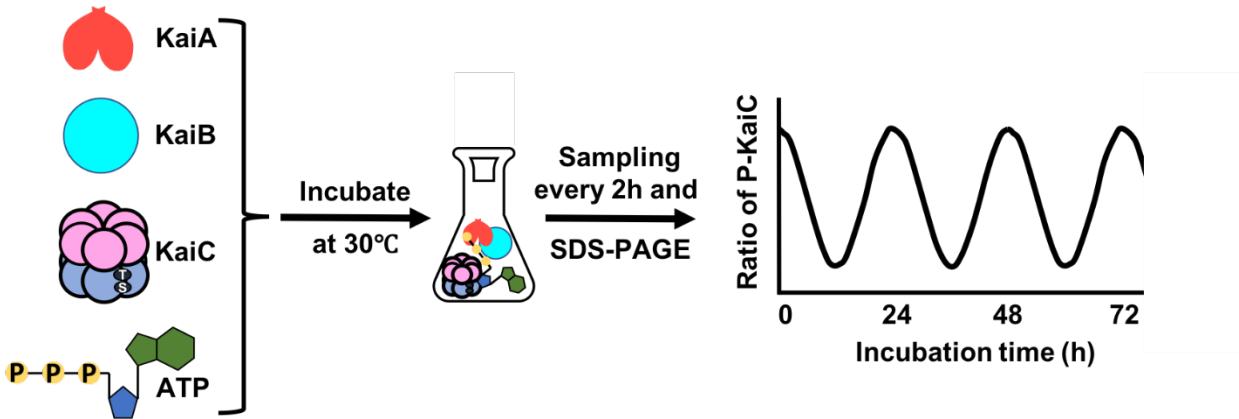 KaiA
KaiB
KaiC
T
S
P P P
ATP
Incubate
at 30℃
Sampling
every 2h and
SDS-PAGE
Ratio of P-KaiC
0 24 48 72
Incubation time (h)